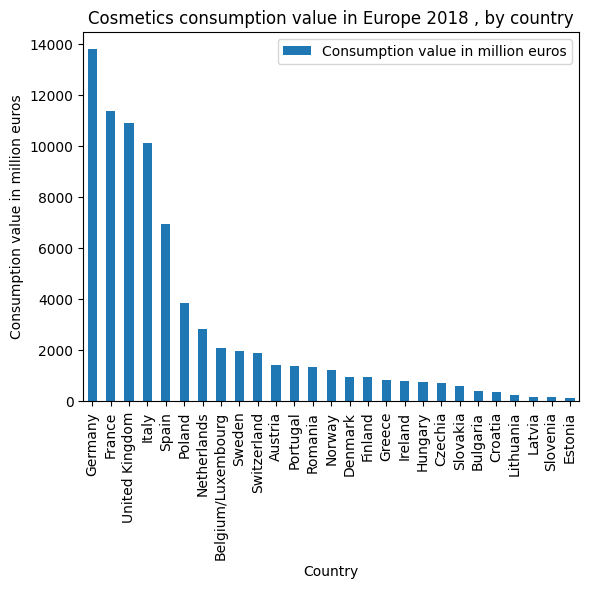 Cosmetics consumption value in Europe 2018 , by country
Consumption value in million euros
Consumption value in million euros
14000
12000
10000
8000
6000
4000
2000
0
Germany
France
United Kingdom
Italy
Spain
Poland
Netherlands
Belgium/Luxembourg
Sweden
Switzerland
Austria
Portugal
Romania
Norway
Denmark
Finland
Greece
Ireland
Hungary
Czechia
Slovakia
Bulgaria
Croatia
Lithuania
Latvia
Slovenia
Estonia
Country